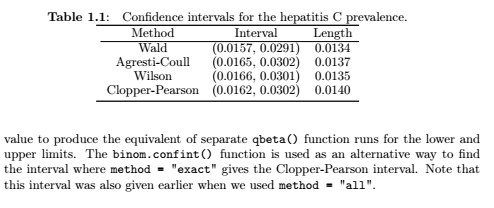 Table 1.1: Confidence intervals for the hepatitis C prevalence.
Method Interval Length
Wald (0.0157, 0.0291) 0.0134
Agresti-Coull (0.0165, 0.0302) 0.0137
Wilson (0.0166, 0.0301) 0.0135
Clopper-Pearson (0.0162, 0.0302) 0.0140
value to produce the equivalent of separate qbeta() function runs for the lower and
upper limits. The binom.confint() function is used as an alternative way to find
the interval where method = "exact" gives the Clopper-Pearson interval. Note that
this interval was also given earlier when we used method = "all".